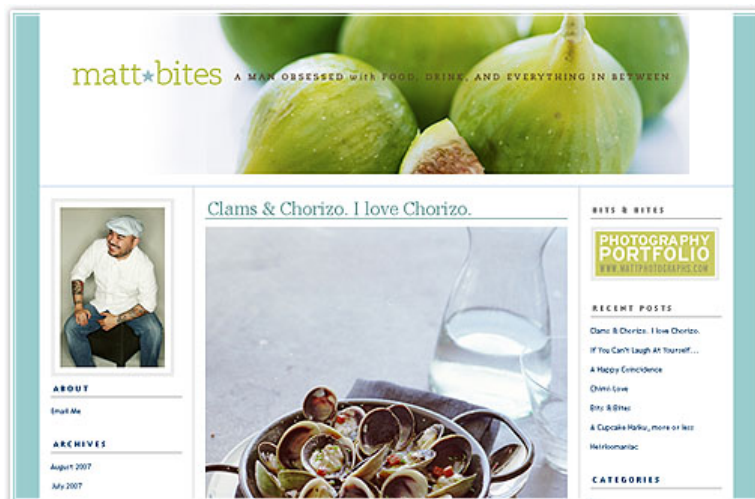 matt★bites A MAN OBSESSED with FOOD, DRINK, AND EVERYTHING IN BETWEEN
ABOUT
Email Me
ARCHIVES
August 2007
July 2007
Clams & Chorizo. I love Chorizo.
BITS & BITES
PHOTOGRAPHY
PORTFOLIO
WWW.MATTPHOTOGRAPHS.COM
RECENT POSTS
Clams & Chorizo. I love Chorizo.
If You Can't Laugh At Yourself...
A Happy Coincidence
Chimi Love
Bits & Bites
A Cupcake Haiku, more or less
Heirloomaniac
CATEGORIES